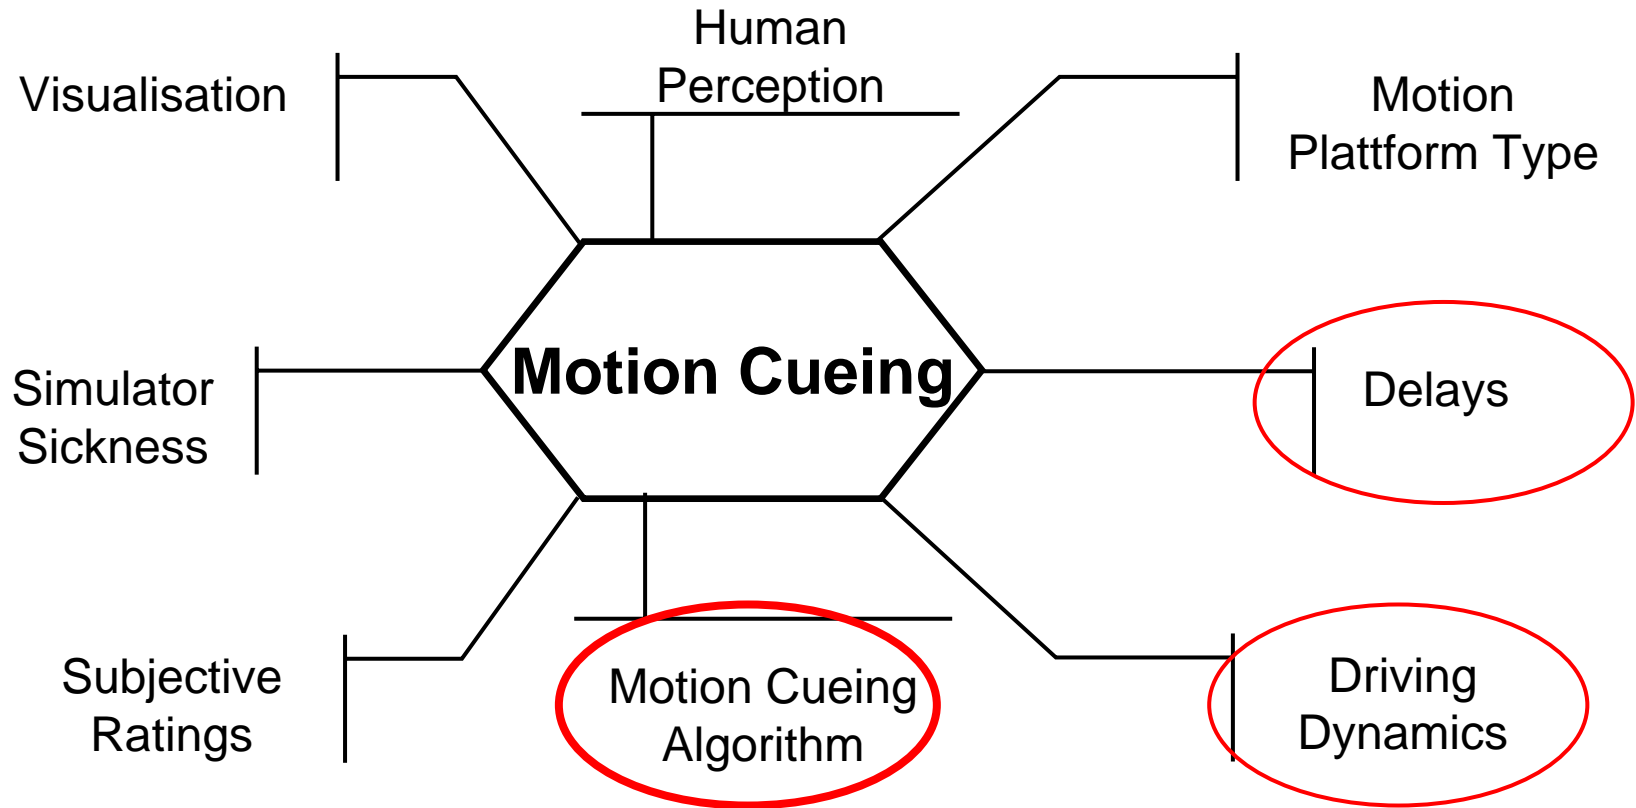 Human
Perception
Visualisation
Motion
Plattform Type
Simulator
Sickness
Motion Cueing
Delays
Subjective
Ratings
Motion Cueing
Algorithm
Driving
Dynamics